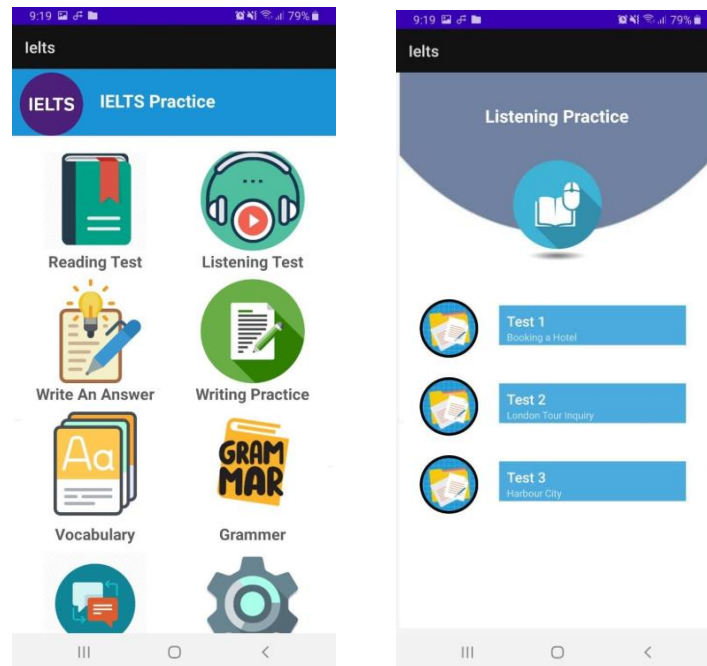 9:19 79%
Ielts
IELTS IELTS Practice
Reading Test Listening Test
Write An Answer Writing Practice
Aa GRAM
MAR
Vocabulary Grammer
9:19 79%
Ielts
Listening Practice
Test 1
Booking a Hotel
Test 2
London Tour Inquiry
Test 3
Harbour City